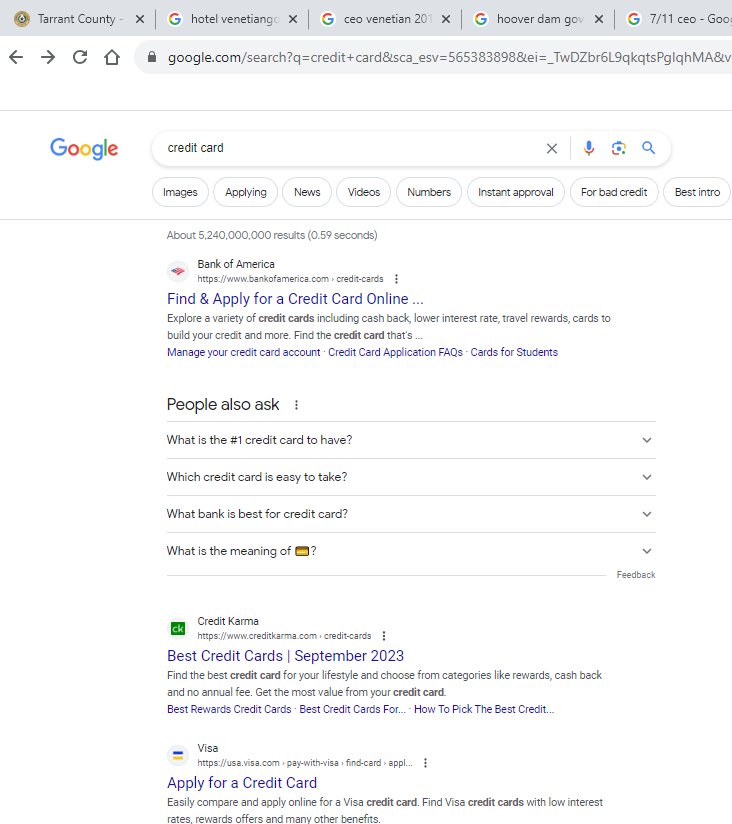 Tarrant County -
hotel venetiango
ceo venetian 201
hoover dam gov
7/11 ceo - Goog
google.com/search?q=credit+card&sca_esv=565383898&ei=_TwDZbr6L9qkqtsPgIqhMA&v
Google
credit card
Images
Applying
News
Videos
Numbers
Instant approval
For bad credit
Best intro
About 5,240,000,000 results (0.59 seconds)
Bank of America
https://www.bankofamerica.com › credit-cards
Find & Apply for a Credit Card Online ...
Explore a variety of credit cards including cash back, lower interest rate, travel rewards, cards to
build your credit and more. Find the credit card that's ...
Manage your credit card account · Credit Card Application FAQs · Cards for Students
People also ask
What is the #1 credit card to have?
Which credit card is easy to take?
What bank is best for credit card?
What is the meaning of 💳?
Feedback
ck
Credit Karma
https://www.creditkarma.com › credit-cards
Best Credit Cards | September 2023
Find the best credit card for your lifestyle and choose from categories like rewards, cash back
and no annual fee. Get the most value from your credit card.
Best Rewards Credit Cards · Best Credit Cards For... · How To Pick The Best Credit...
Visa
https://usa.visa.com › pay-with-visa › find-card › appl...
Apply for a Credit Card
Easily compare and apply online for a Visa credit card. Find Visa credit cards with low interest
rates, rewards offers and many other benefits.